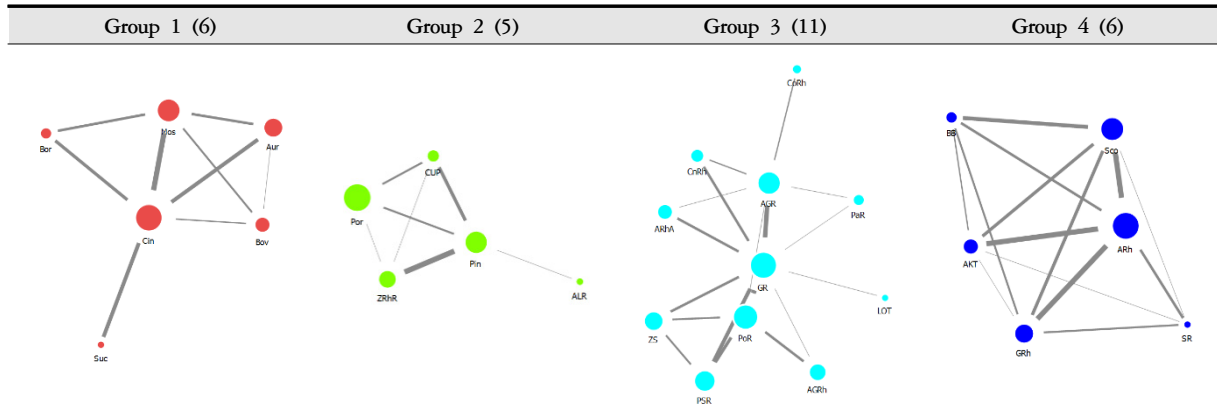 Group 1 (6) Group 2 (5) Group 3 (11) Group 4 (6)
Bor
Mos
Aur
Cin
Bov
Suc
CUP
Por
Pin
ZRhR
ALR
CoRh
CnRh
AGR
ARhA
PaR
GR
LOT
ZS
PoR
PSR
AGRh
BB
Sco
ARh
AKT
GRh
SR